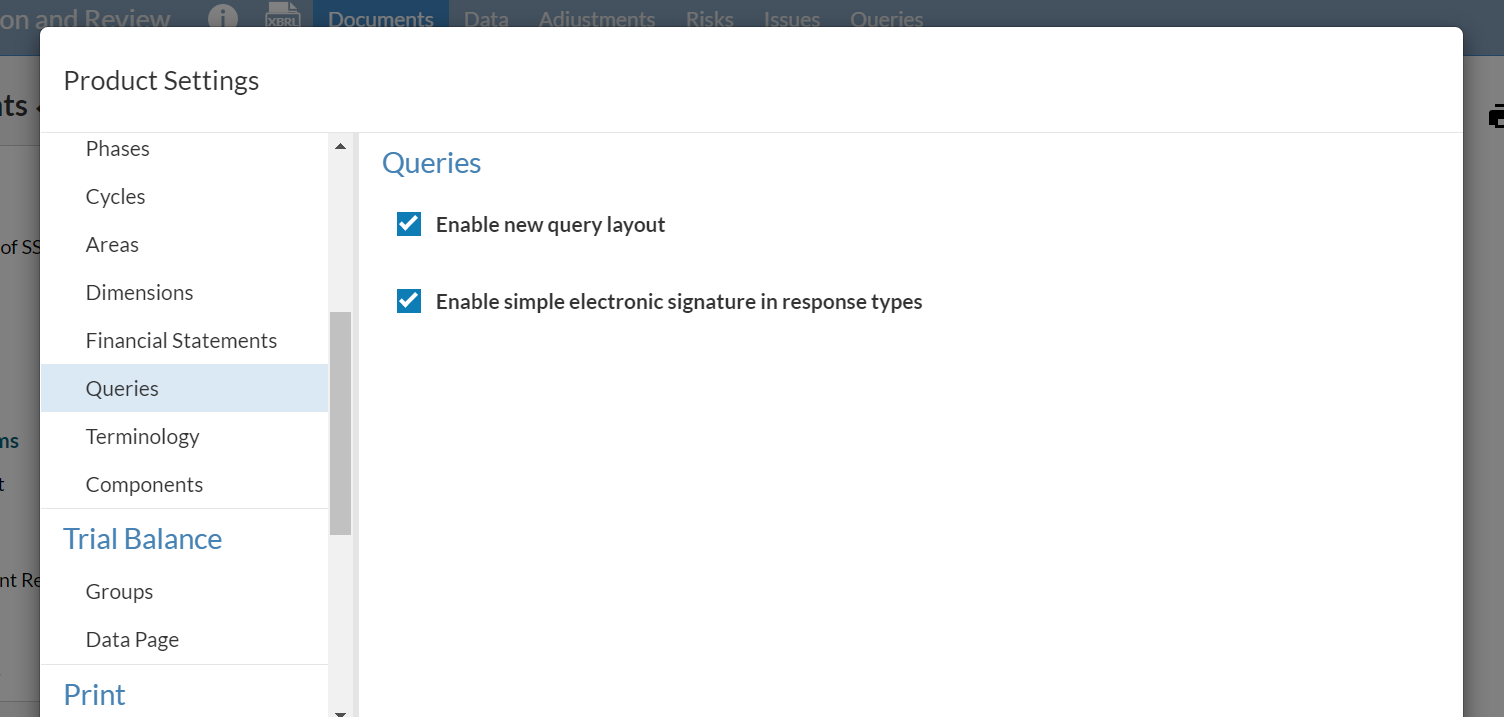 on and Review
XBRL
Documents
Data
Adjustments
Risks
Issues
Queries
nts
Product Settings
Phases
Cycles
Areas
Dimensions
Financial Statements
Queries
Terminology
Components
Trial Balance
Groups
Data Page
Print
Queries
Enable new query layout
Enable simple electronic signature in response types
of SS
ms
t
nt Re